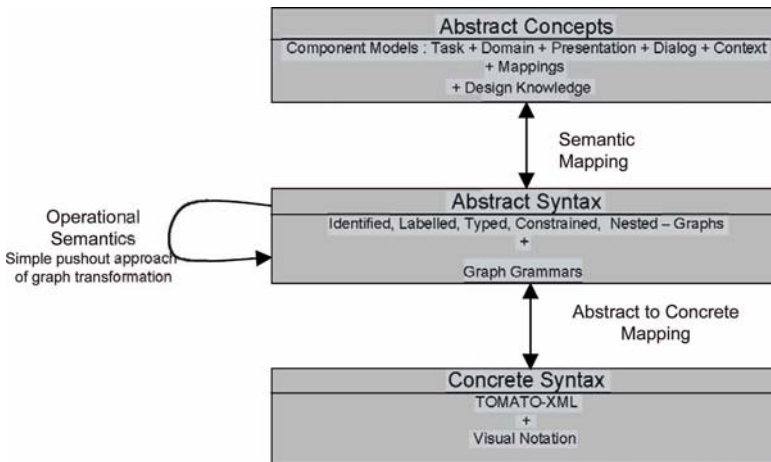 Abstract Concepts
Component Models : Task + Domain + Presentation + Dialog + Context
+ Mappings
+ Design Knowledge
Semantic
Mapping
Abstract Syntax
Identified, Labelled, Typed, Constrained, Nested – Graphs
+
Graph Grammars
Operational
Semantics
Simple pushout approach
of graph transformation
Abstract to Concrete
Mapping
Concrete Syntax
TOMATO-XML
+
Visual Notation